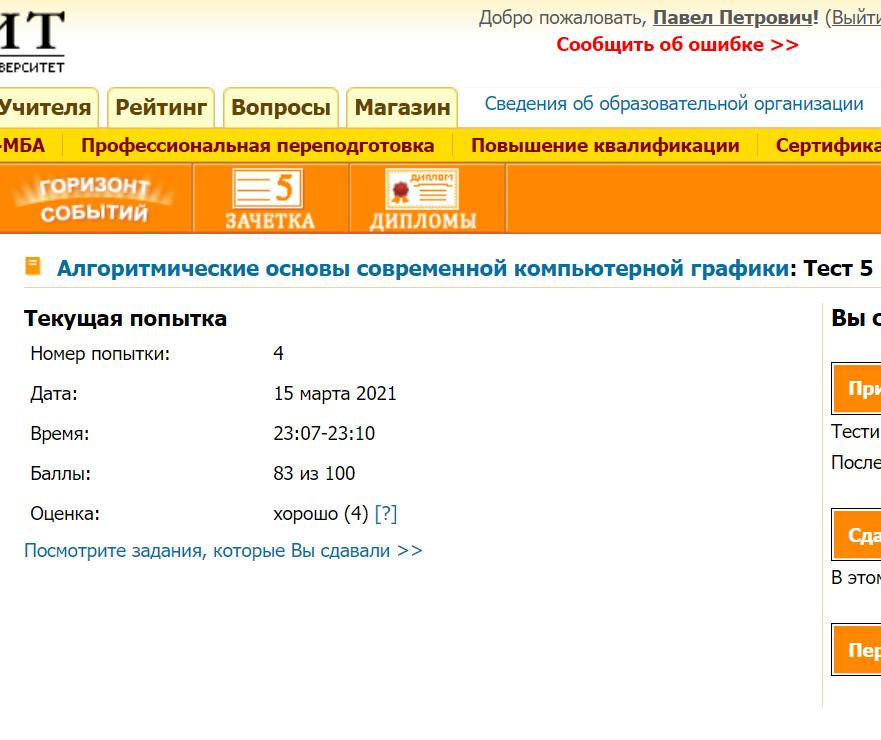 Добро пожаловать, Павел Петрович! (Выйти
Сообщить об ошибке >>
ИТ
ВЕРСИТЕТ
Учителя Рейтинг Вопросы Магазин Сведения об образовательной организации
-МБА Профессиональная переподготовка Повышение квалификации Сертифика
ГОРИЗОНТ
СОБЫТИЙ
5
ЗАЧЕТКА
ДИПЛОМ
ДИПЛОМЫ
Алгоритмические основы современной компьютерной графики: Тест 5
Текущая попытка
Номер попытки: 4
Дата: 15 марта 2021
Время: 23:07-23:10
Баллы: 83 из 100
Оценка: хорошо (4) [?]
Посмотрите задания, которые Вы сдавали >>
Вы с
При
Тести
После
Сда
В этом
Пер